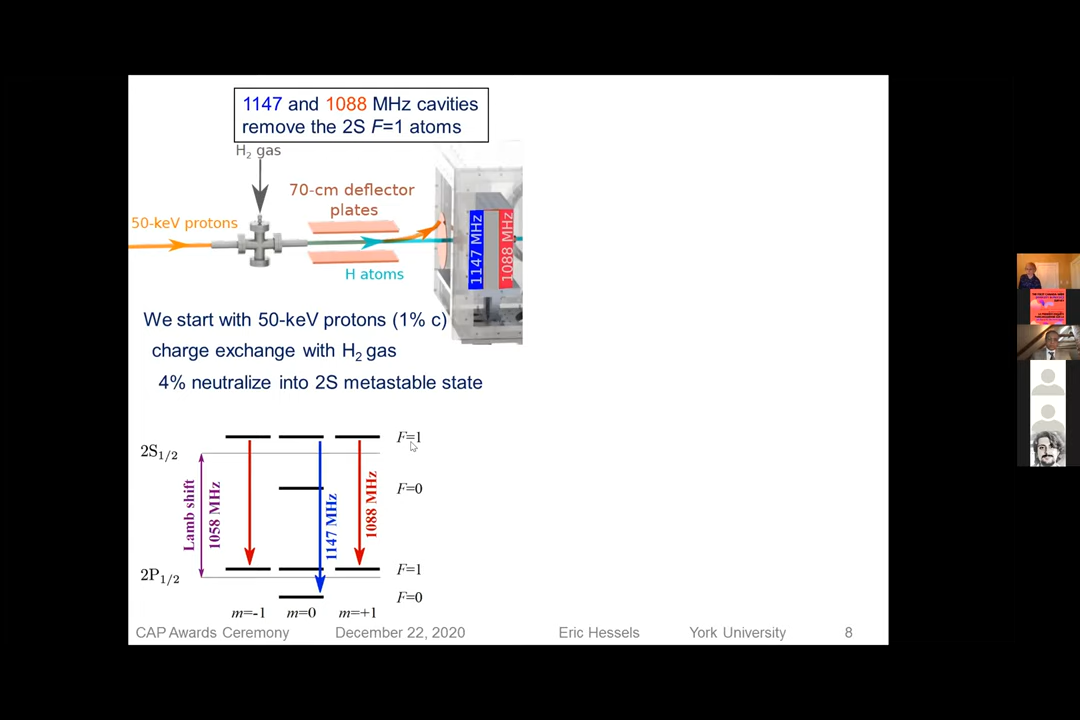 1147 and 1088 MHz cavities
remove the 2S F=1 atoms
H2 gas
70-cm deflector
plates
50-keV protons
H atoms
1147 MHz
1088 MHz
We start with 50-keV protons (1% c)
charge exchange with H2 gas
4% neutralize into 2S metastable state
F=1
2S1/2
F=0
Lamb shift
1058 MHz
1147 MHz
1088 MHz
F=1
2P1/2
F=0
m=-1 m=0 m=+1
CAP Awards Ceremony December 22, 2020 Eric Hessels York University 8